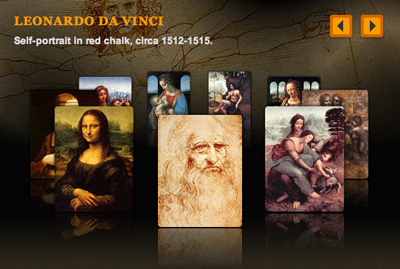 LEONARDO DA VINCI
Self-portrait in red chalk, circa 1512-1515.